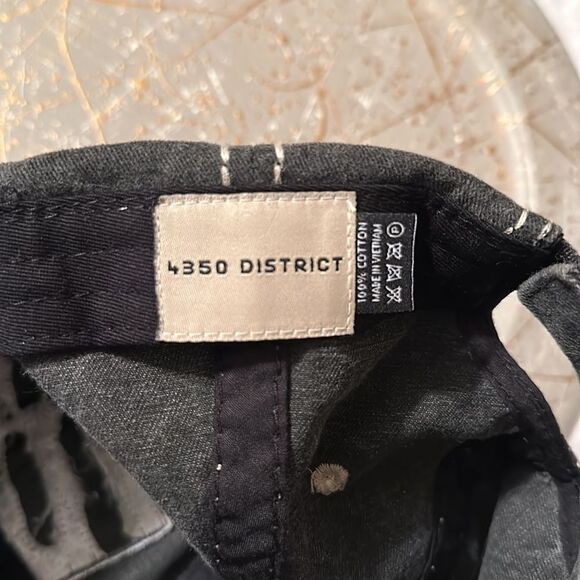 4350 DISTRICT
100% COTTON
MADE IN VIETNAM
P